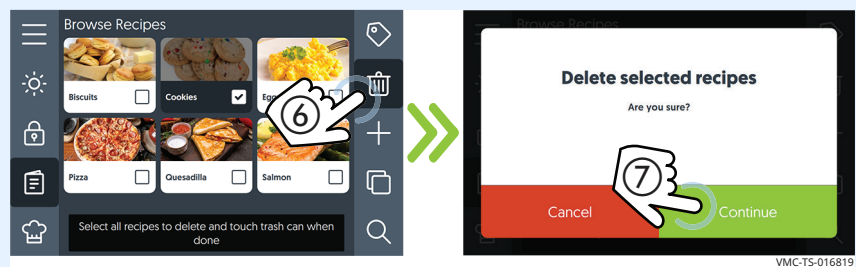 Browse Recipes
Biscuits
Cookies
Egg
6
Pizza
Quesadilla
Salmon
Select all recipes to delete and touch trash can when
done
Browse Recipes
Delete selected recipes
Are you sure?
7
Cancel
Continue
VMC-TS-016819